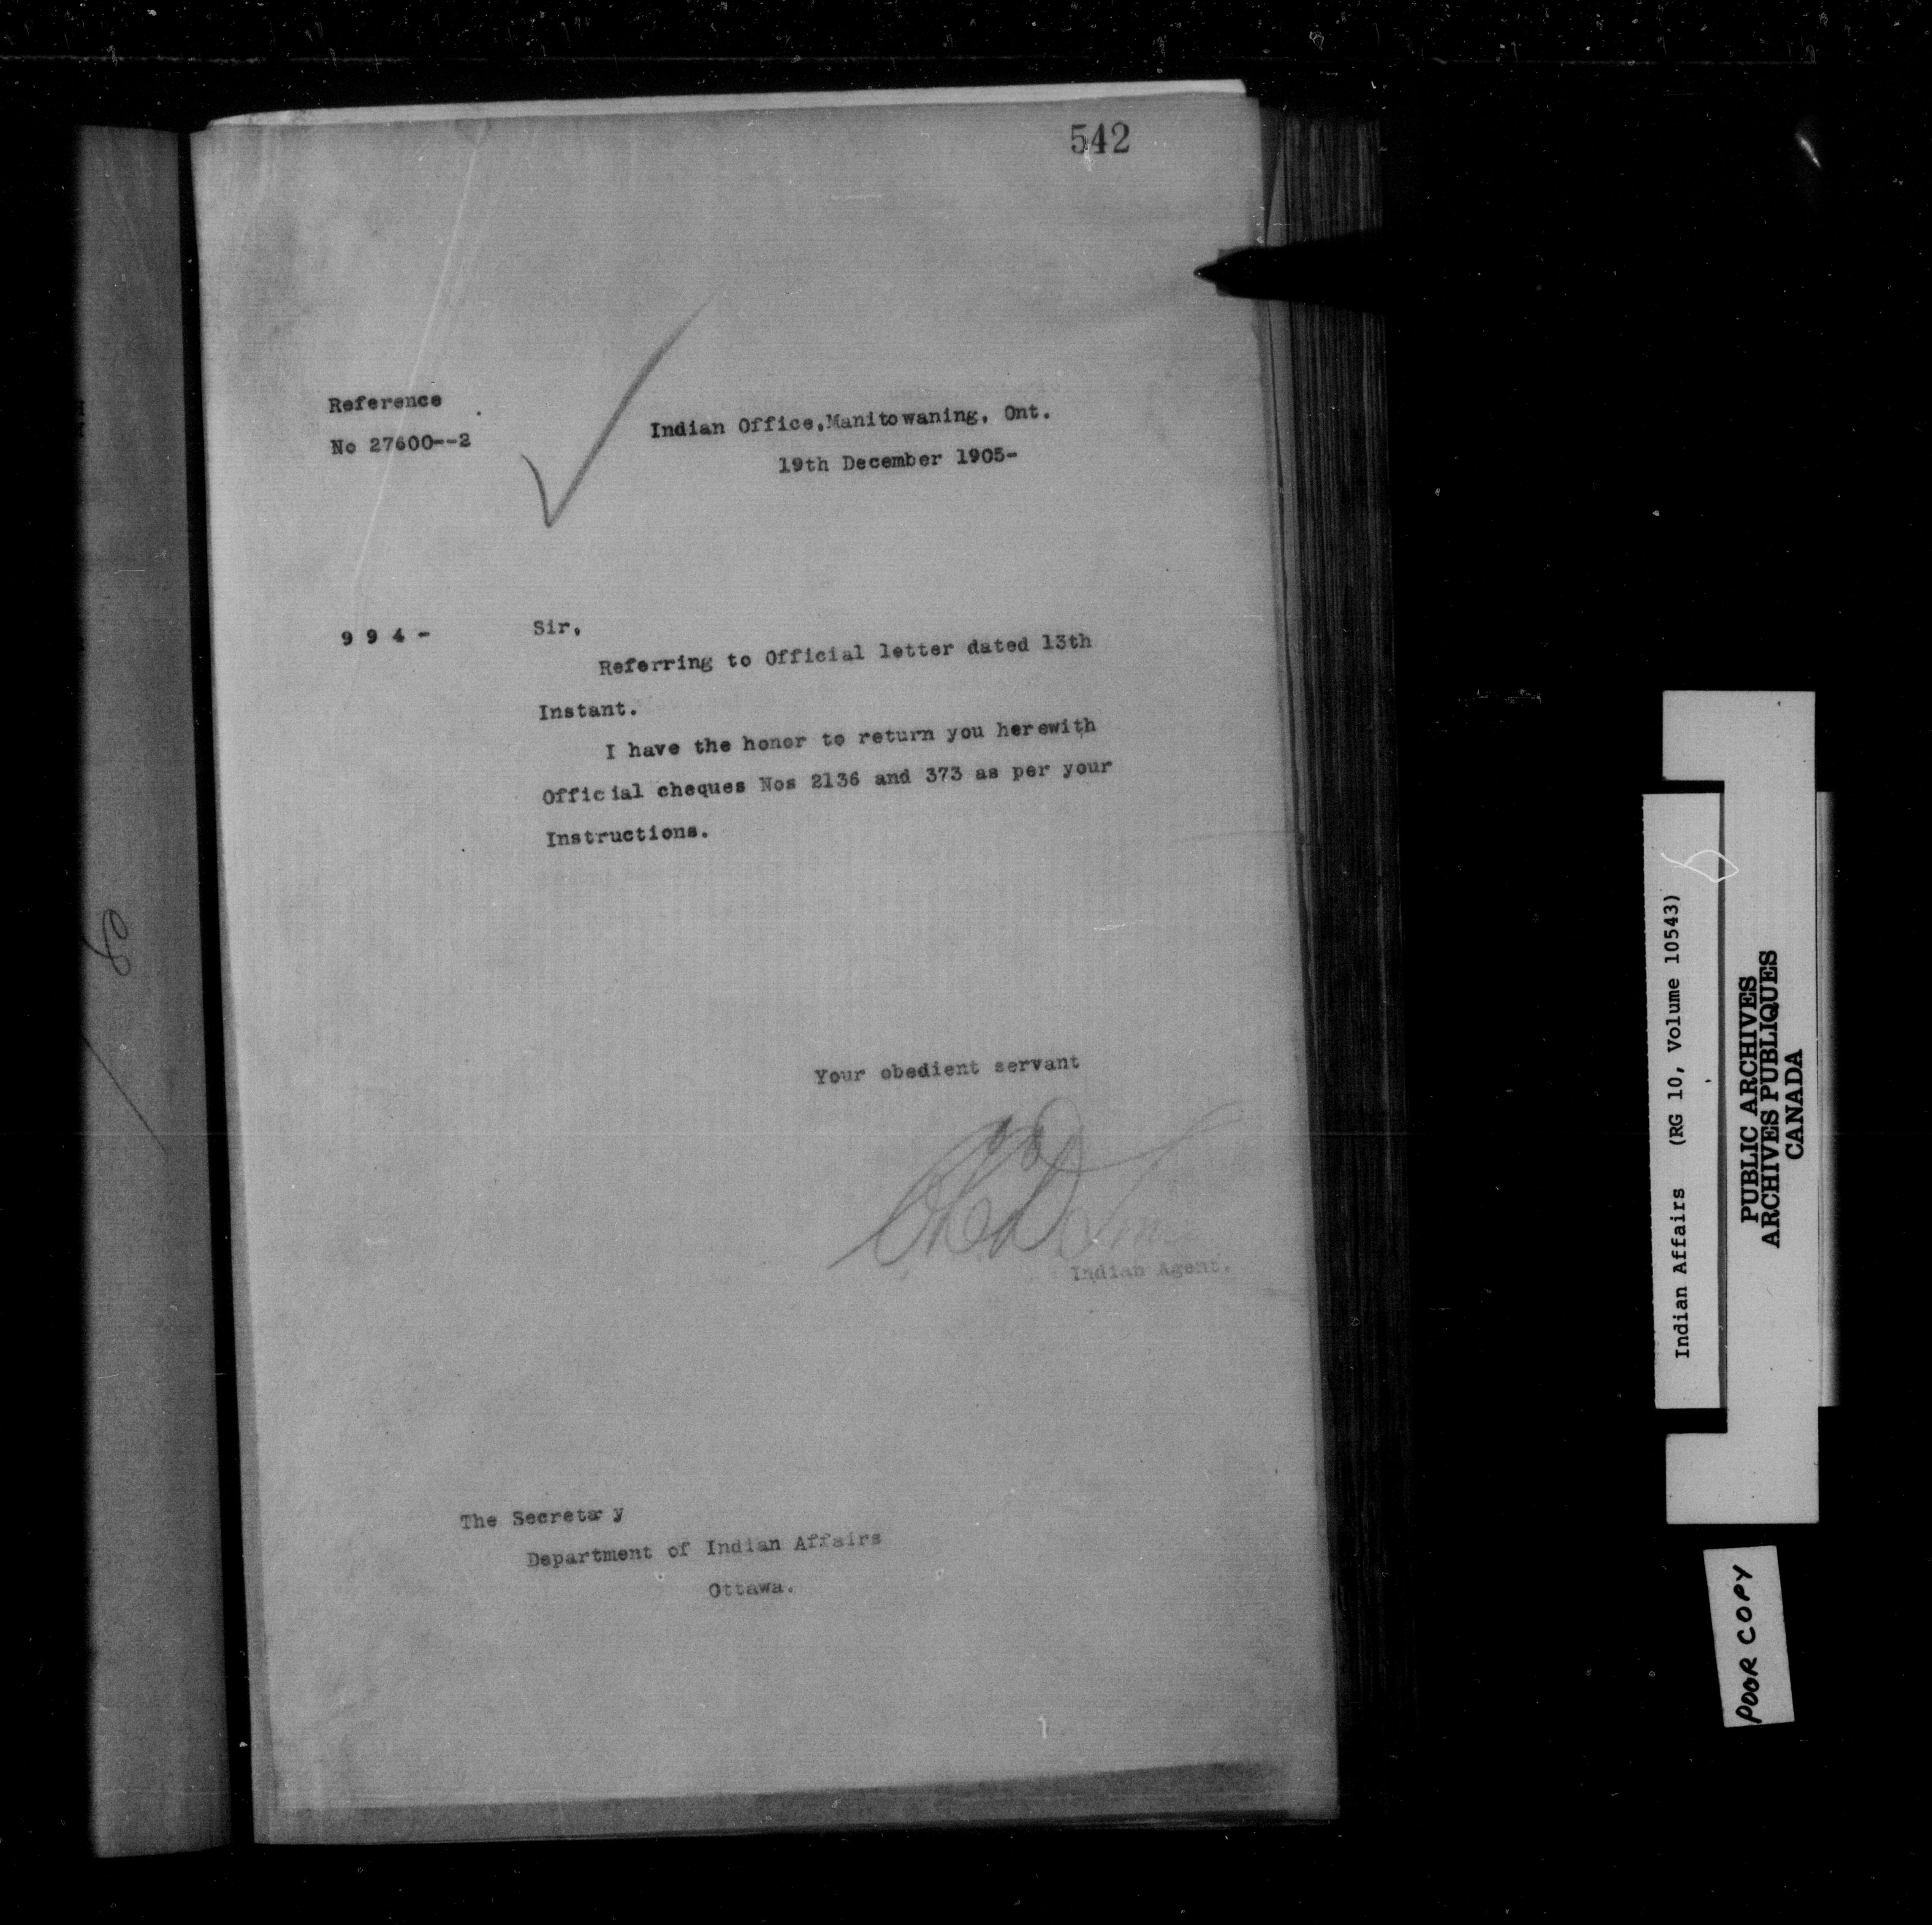 542
Reference
No 27600--2
Indian Office,Manitowaning, Ont.
19th December 1905-
994-
Sir,
Referring to Official letter dated 13th
Instant.
I have the honor to return you herewith
Official cheques Nos 2136 and 373 as per your
Instructions.
Your obedient servant
Indian Agent.
The Secretary
Department of Indian Affairs
Ottawa.
Indian Affairs (RG 10, Volume 10543)
PUBLIC ARCHIVES
ARCHIVES PUBLIQUES
CANADA
POOR COPY